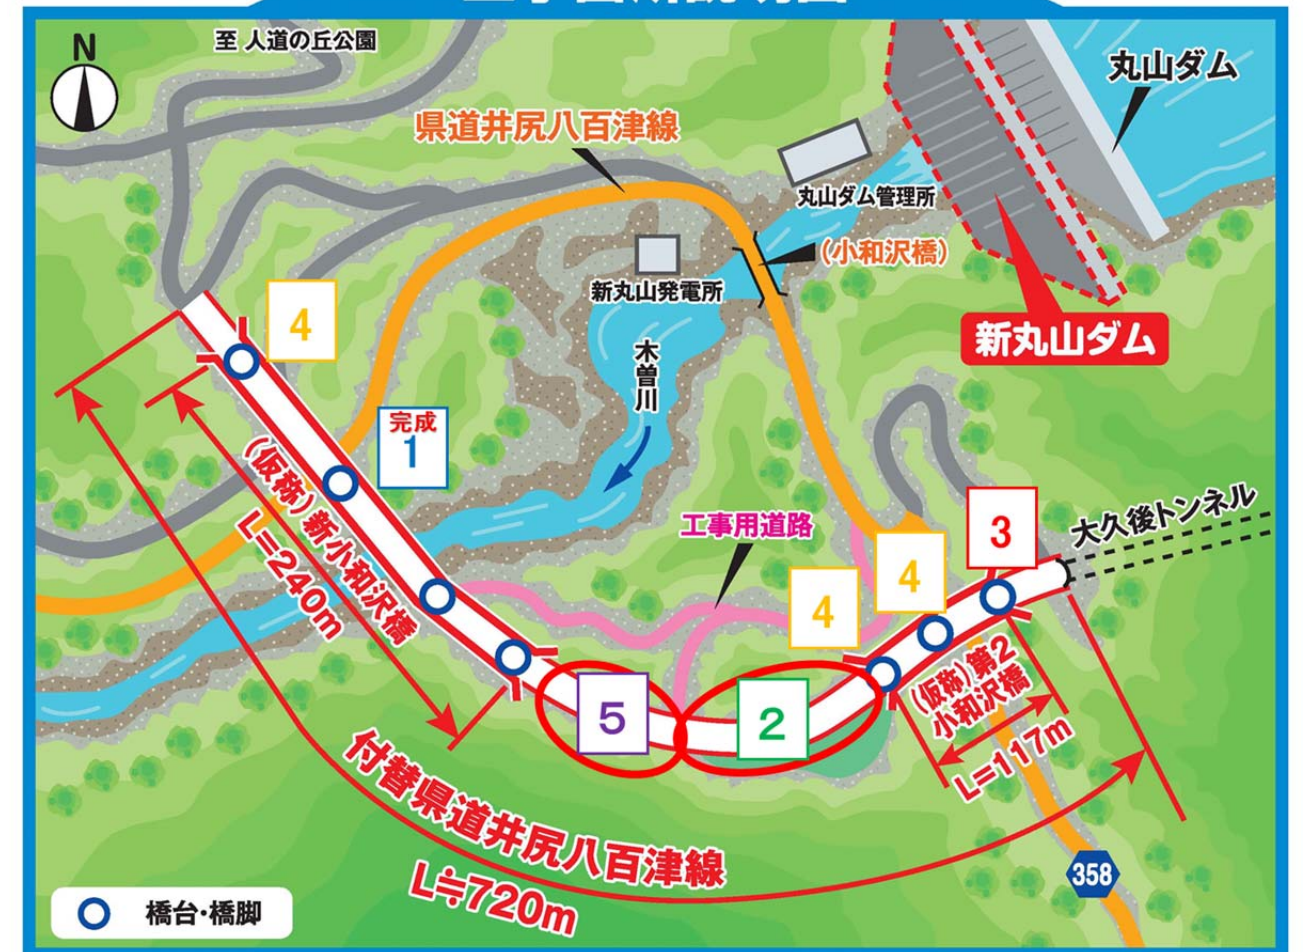 N
至 人道の丘公園
丸山ダム
県道井尻八百津線
丸山ダム管理所
(小和沢橋)
新丸山発電所
新丸山ダム
4
木曽川
完成
1
(仮称)新小和沢橋
L=240m
工事用道路
3
大久後トンネル
4
4
5
2
(仮称)第2
小和沢橋
L=117m
付替県道井尻八百津線
L≒720m
358
橋台・橋脚